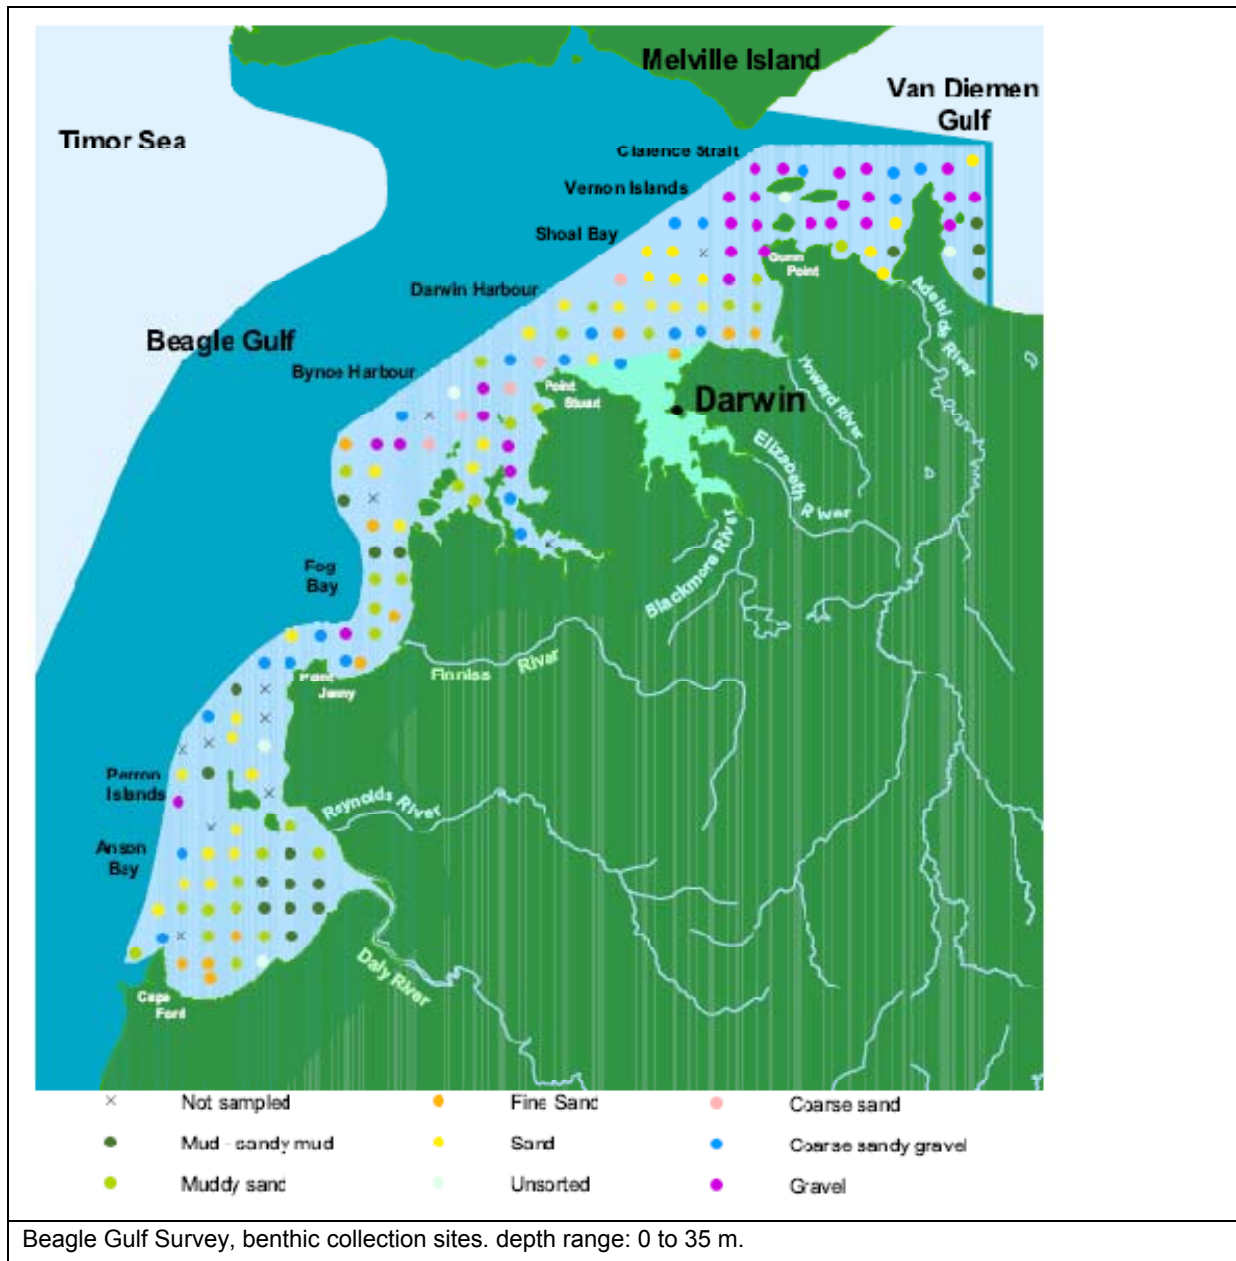 Melville Island
Van Diemen
Gulf
Timor Sea
Clarence Strait
Vernon Islands
Shoal Bay
Gunn
Point
Darwin Harbour
Adelaide River
Beagle Gulf
Bynoe Harbour
Howard River
Point
Stuart
Darwin
Elizabeth River
Blackmore River
Fog
Bay
Finniss River
Point
Jenny
Perron
Islands
Reynolds River
Anson
Bay
Daly River
Cape
Ford
Not sampled
Fine Sand
Coarse sand
Mud - sandy mud
Sand
Coarse sandy gravel
Muddy sand
Unsorted
Gravel
Beagle Gulf Survey, benthic collection sites. depth range: 0 to 35 m.